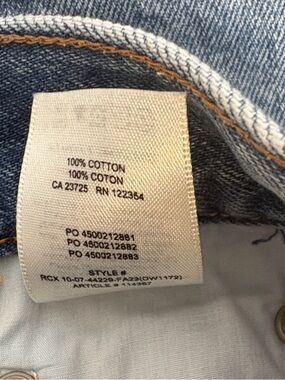 100% COTTON
100% COTON
CA 23725 RN 122354
PO 4500212881
PO 4500212882
PO 4500212883
STYLE #
RCX 10-07-44229-FA23(DW1172)
ARTICLE # 114367